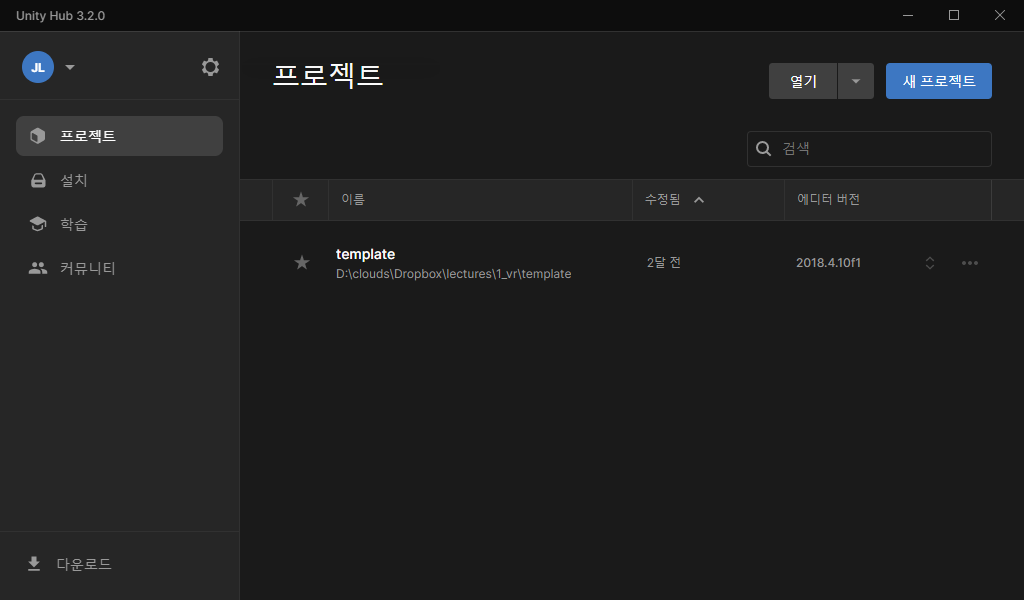 Unity Hub 3.2.0
JL
프로젝트
설치
학습
커뮤니티
다운로드
프로젝트
열기
새 프로젝트
검색
이름
수정됨
에디터 버전
template
D:\clouds\Dropbox\lectures\1_vr\template
2달 전
2018.4.10f1